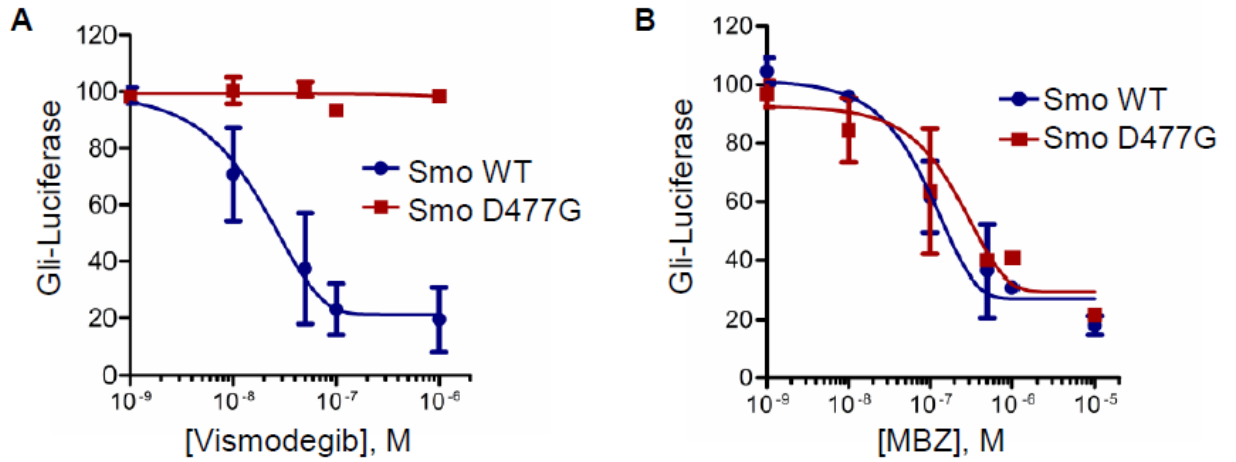 A
120
100
80
60
40
20
0
Gli-Luciferase
Smo WT
Smo D477G
10-9 10-8 10-7 10-6
[Vismodegib], M
B
120
100
80
60
40
20
0
Gli-Luciferase
Smo WT
Smo D477G
10-9 10-8 10-7 10-6 10-5
[MBZ], M